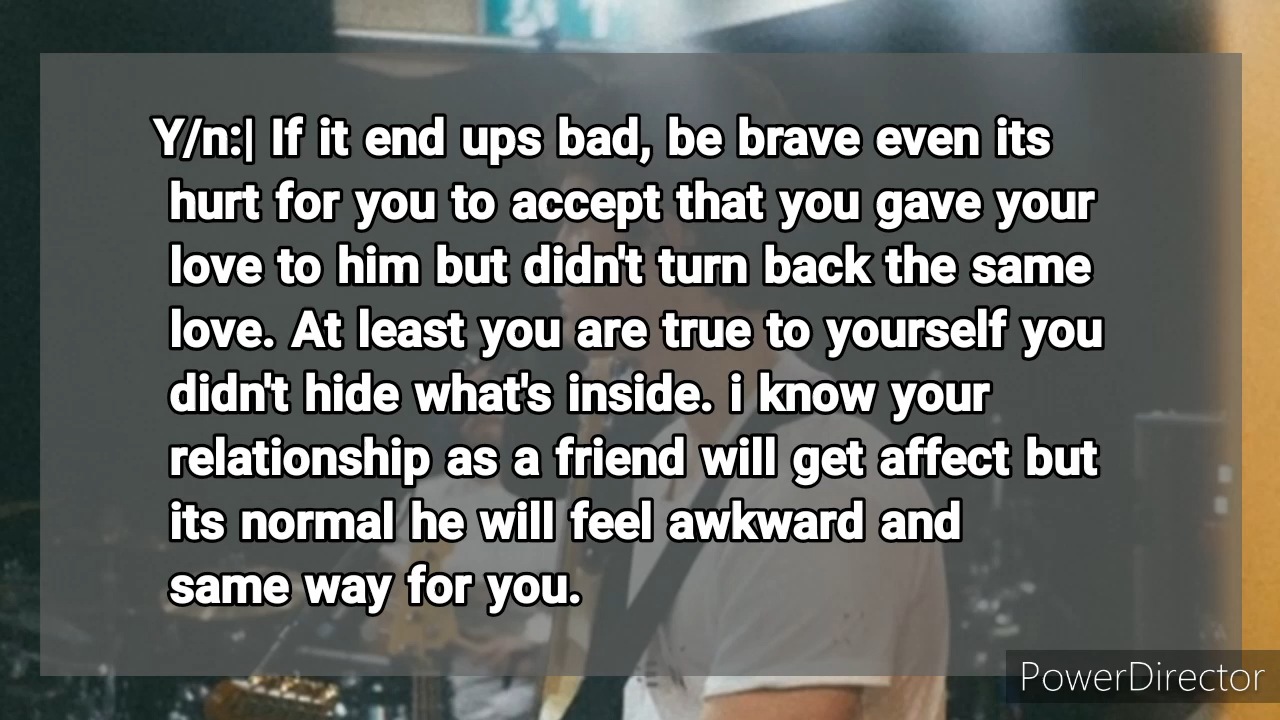 Y/n:| If it end ups bad, be brave even its
hurt for you to accept that you gave your
love to him but didn't turn back the same
love. At least you are true to yourself you
didn't hide what's inside. i know your
relationship as a friend will get affect but
its normal he will feel awkward and
same way for you.
PowerDirector